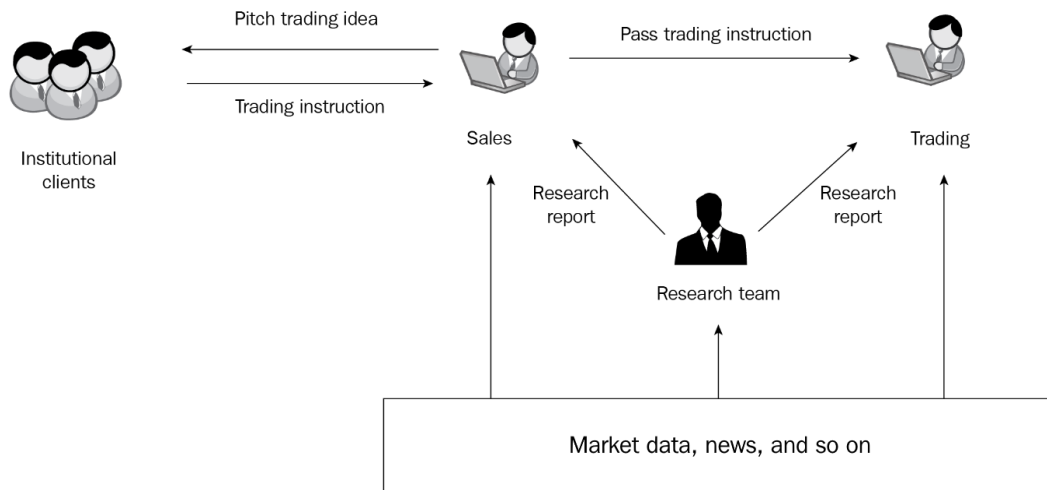 Pitch trading idea
Trading instruction
Pass trading instruction
Institutional
clients
Sales
Trading
Research
report
Research
report
Research team
Market data, news, and so on